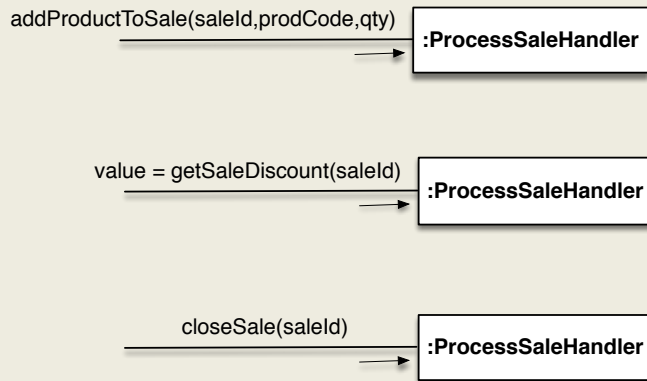 addProductToSale(saleId,prodCode,qty)
:ProcessSaleHandler
value = getSaleDiscount(saleId)
:ProcessSaleHandler
closeSale(saleId)
:ProcessSaleHandler